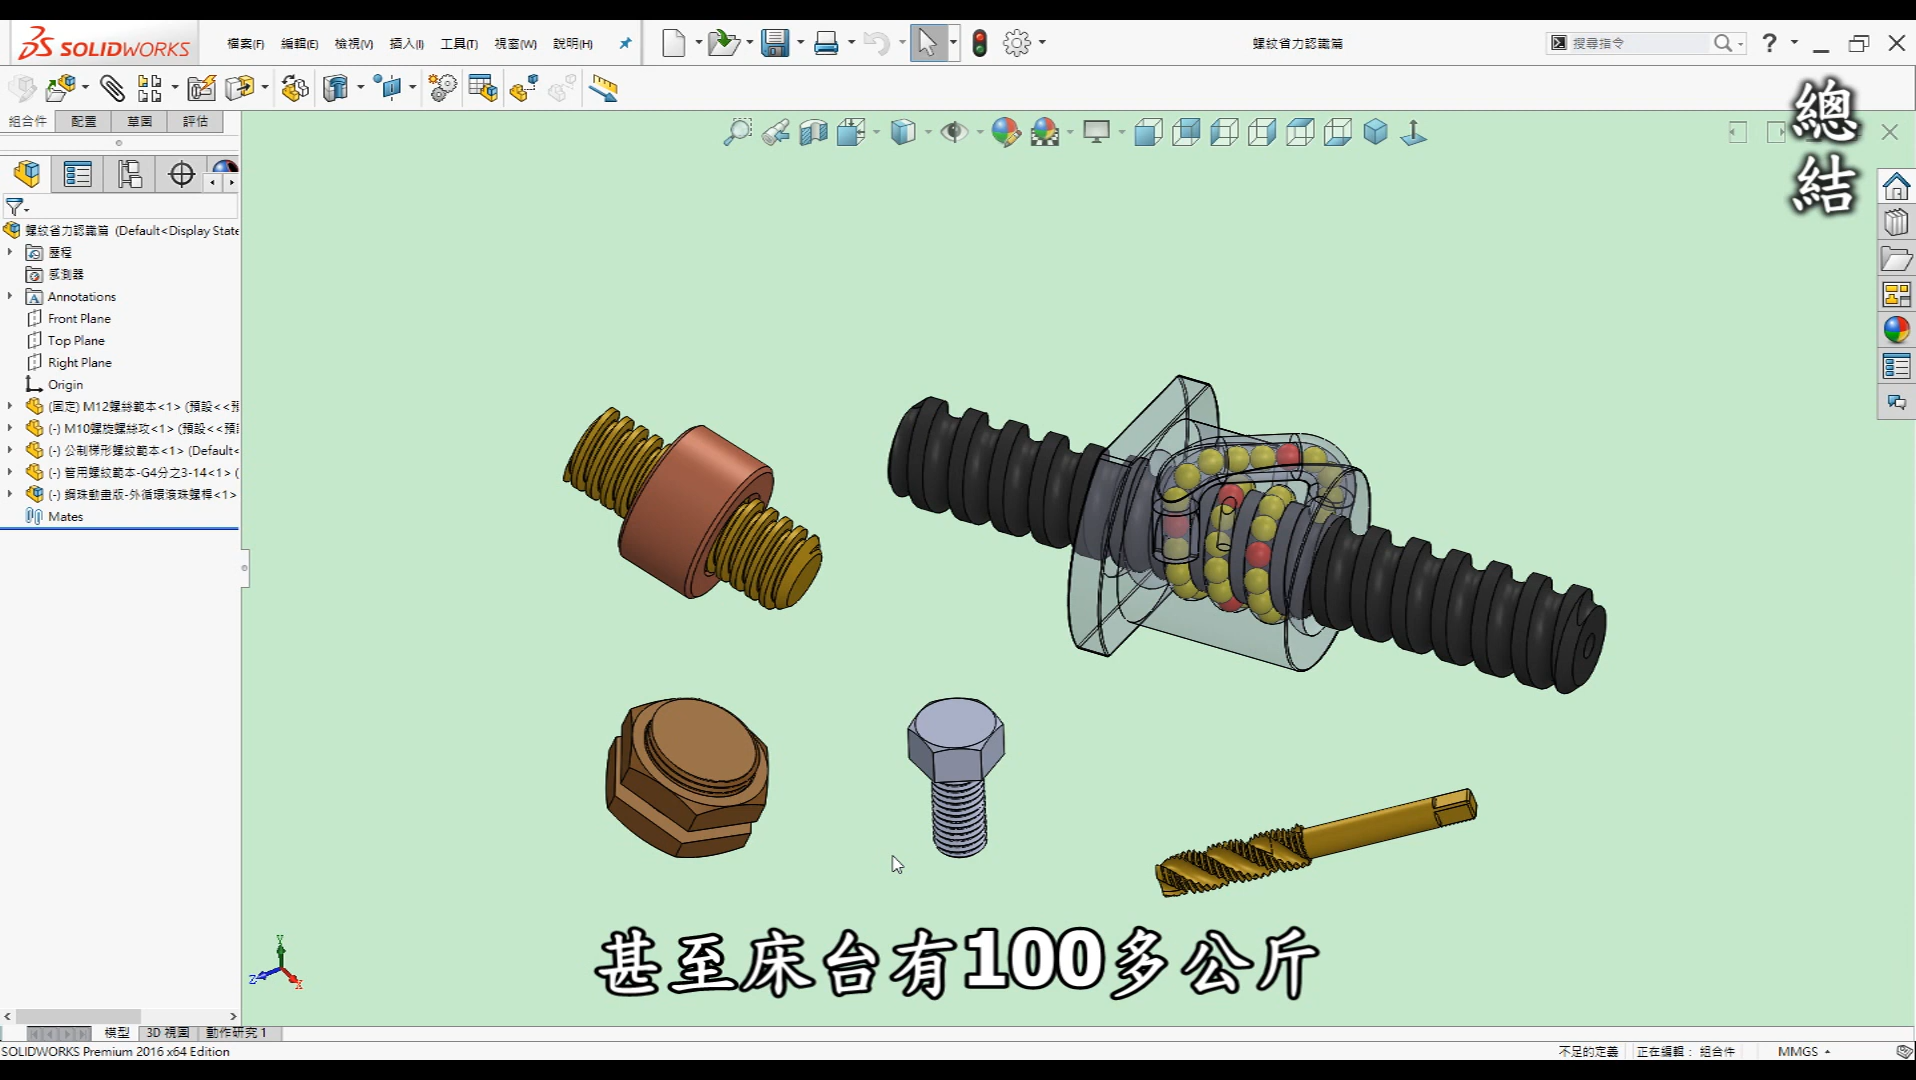 SOLIDWORKS
檔案(F)
編輯(E)
檢視(V)
插入(I)
工具(T)
視窗(W)
說明(H)
螺紋省力認識篇
搜尋指令
組合件
配置
草圖
評估
總結
螺紋省力認識篇 (Default<Display State
歷程
感測器
Annotations
Front Plane
Top Plane
Right Plane
Origin
(固定) M12螺絲範本<1> (預設<<預
(-) M10螺旋螺絲攻<1> (預設<<預
(-) 公制梯形螺紋範本<1> (Default<
(-) 管用螺紋範本-G4分之3-14<1> (
(-) 鋼珠動畫版-外循環滾珠螺桿<1>
Mates
Y
Z
X
甚至床台有100多公斤
模型
3D 視圖
動作研究 1
SOLIDWORKS Premium 2016 x64 Edition
不足的定義
正在編輯： 組合件
MMGS